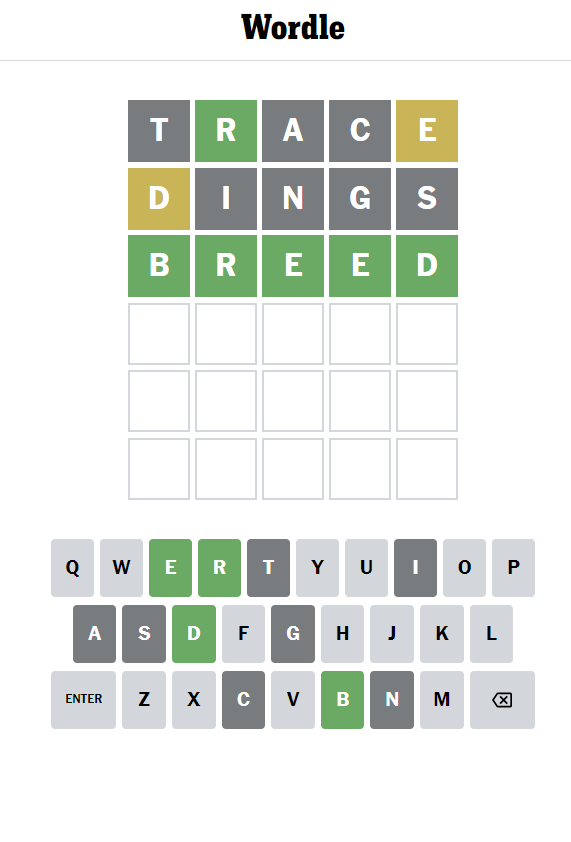 Wordle
T R A C E
D I N G S
B R E E D
Q W E R T Y U I O P
A S D F G H J K L
ENTER Z X C V B N M